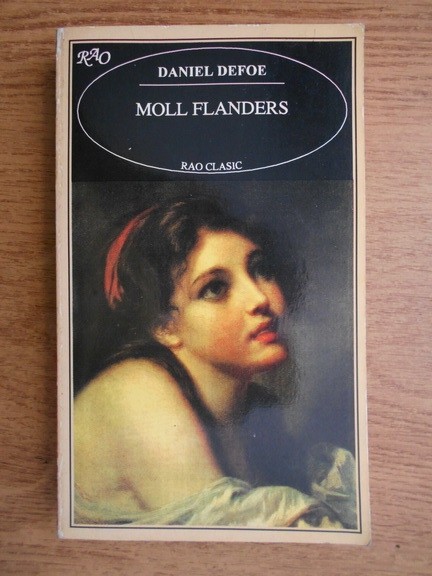 RAO
DANIEL DEFOE
MOLL FLANDERS
RAO CLASIC